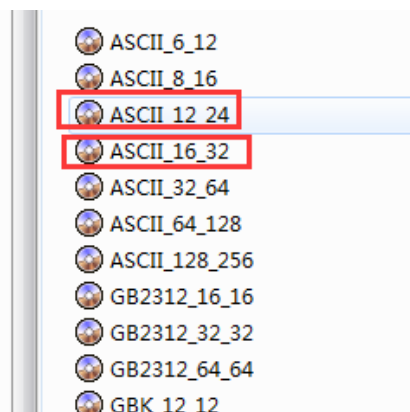 ASCII_6_12
ASCII_8_16
ASCII_12_24
ASCII_16_32
ASCII_32_64
ASCII_64_128
ASCII_128_256
GB2312_16_16
GB2312_32_32
GB2312_64_64
GBK_12_12